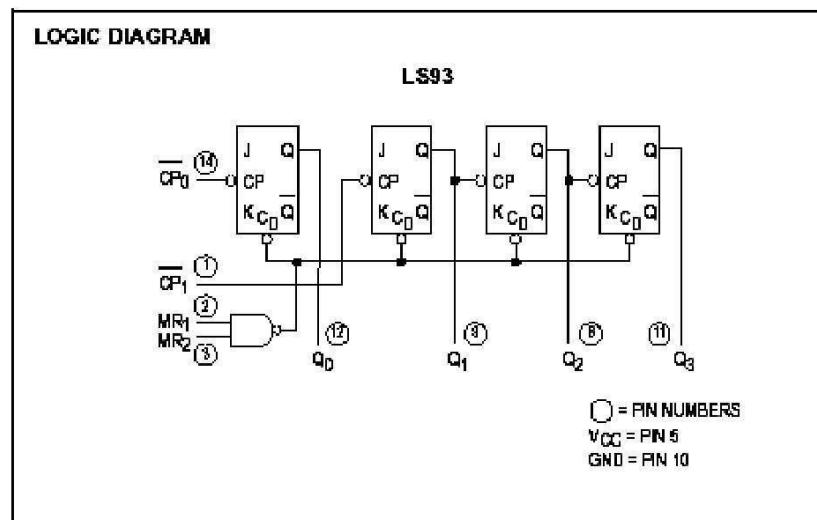 LOGIC DIAGRAM
LS93
J Q J Q J Q J Q
14
CP0 CP CP CP CP
K CD Q K CD Q K CD Q K CD Q
1
CP1
2
MR1
MR2
3
12 9 8 11
Q0 Q1 Q2 Q3
= PIN NUMBERS
VCC = PIN 5
GND = PIN 10